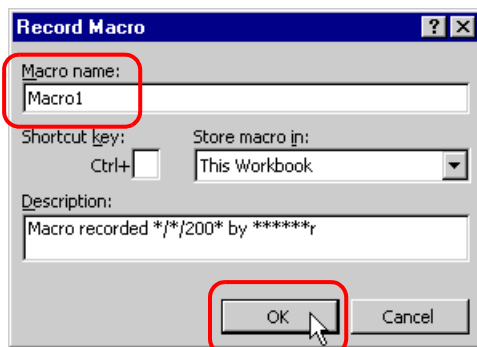 Record Macro
Macro name:
Macro1
Shortcut key: Store macro in:
Ctrl+ This Workbook
Description:
Macro recorded */*/200* by ******r
OK Cancel